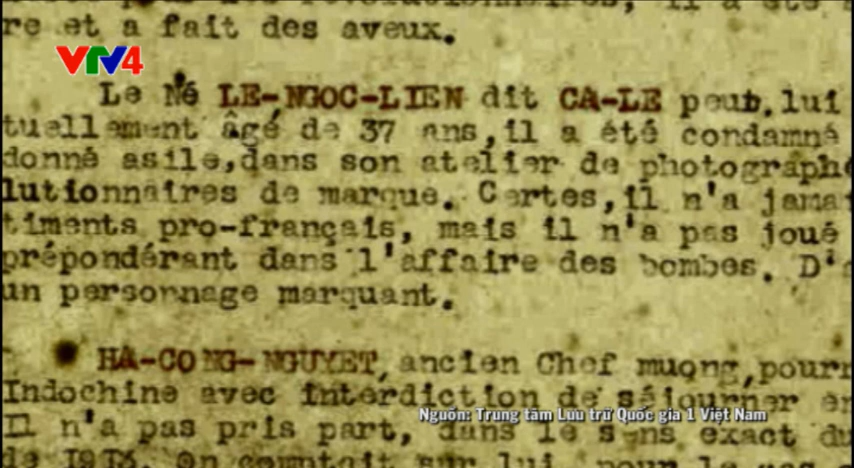 re et a fait des aveux.
VTV4
Le Né LE-NGOC-LIEN dit CA-LE peut, lui
tuellement âgé de 37 ans, il a été condamné
donné asile, dans son atelier de photographe
lutionnaires de marque. Certes, il n'a jamai
timents pro-français, mais il n'a pas joué
prépondérant dans l'affaire des bombes. D'a
un personnage marquant.
HA-CONG-NGUYET, ancien Chef muong, pourr
Indochine avec interdiction de séjourner en
Nguồn: Trung tâm Lưu trữ Quốc gia 1 Việt Nam
Il n'a pas pris part, dans le sens exact du
On comptait sur lui